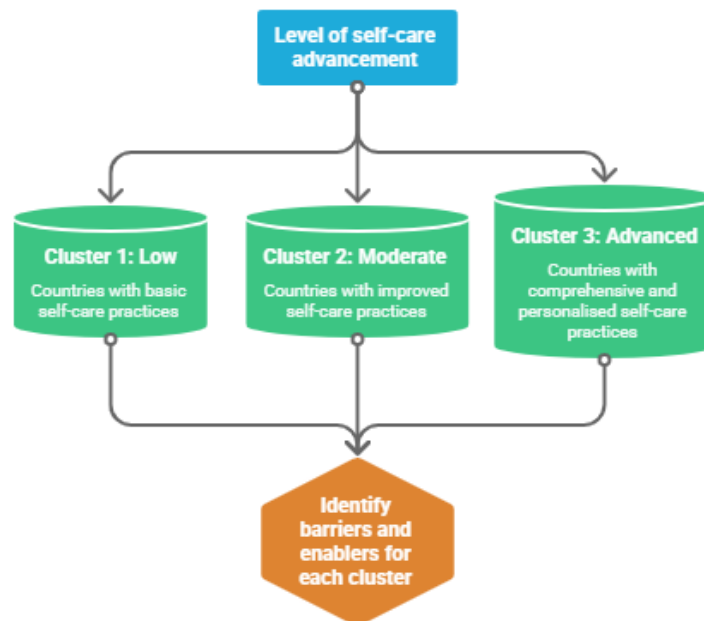 Level of self-care
advancement
Cluster 1: Low
Countries with basic
self-care practices
Cluster 2: Moderate
Countries with improved
self-care practices
Cluster 3: Advanced
Countries with
comprehensive and
personalised self-care
practices
Identify
barriers and
enablers for
each cluster